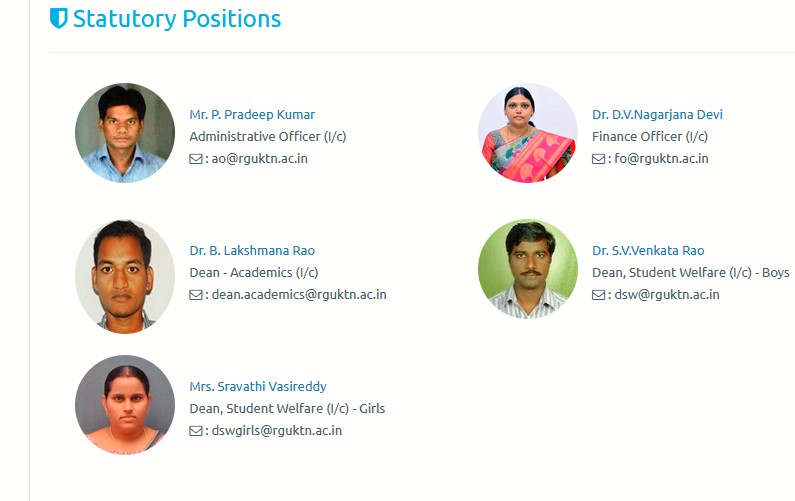 Statutory Positions
Mr. P. Pradeep Kumar
Administrative Officer (I/c)
: ao@rguktn.ac.in
Dr. D.V.Nagarjana Devi
Finance Officer (I/c)
: fo@rguktn.ac.in
Dr. B. Lakshmana Rao
Dean - Academics (I/c)
: dean.academics@rguktn.ac.in
Dr. S.V.Venkata Rao
Dean, Student Welfare (I/c) - Boys
: dsw@rguktn.ac.in
Mrs. Sravathi Vasireddy
Dean, Student Welfare (I/c) - Girls
: dswgirls@rguktn.ac.in